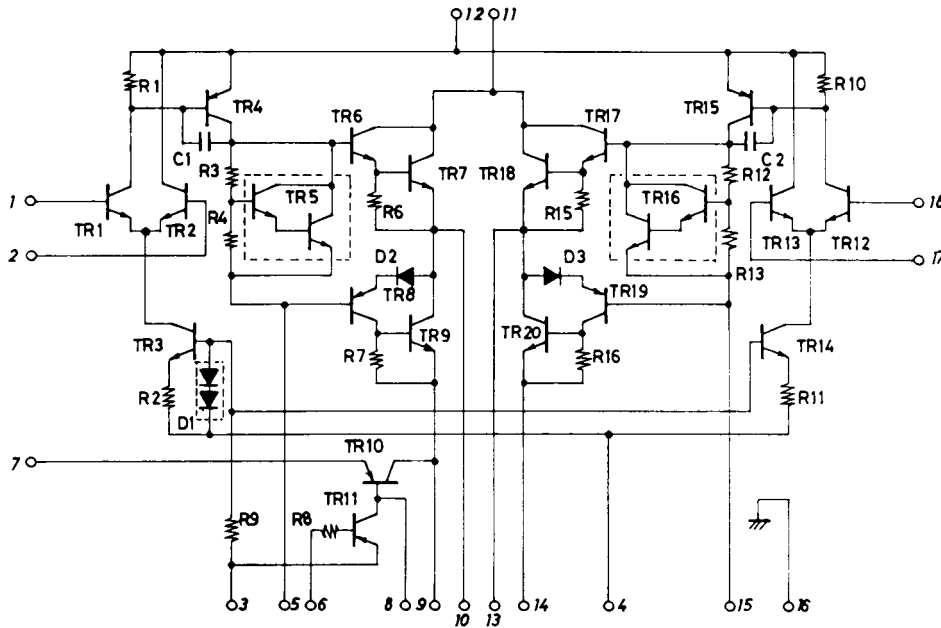 12 11
R1 R10
TR4 TR6 TR17 TR15
C1 C2
R3 TR5 TR7 TR18 TR16 R12
1 R4 R6 R15 18
TR1 TR2 TR13 TR12
2 17
D2 D3 R13
TR8 TR19
TR3 TR9 TR20 TR14
R7 R16
R2 R11
D1
TR10
7
TR11
R9 R8
3 5 6 8 9 10 13 14 4 15 16